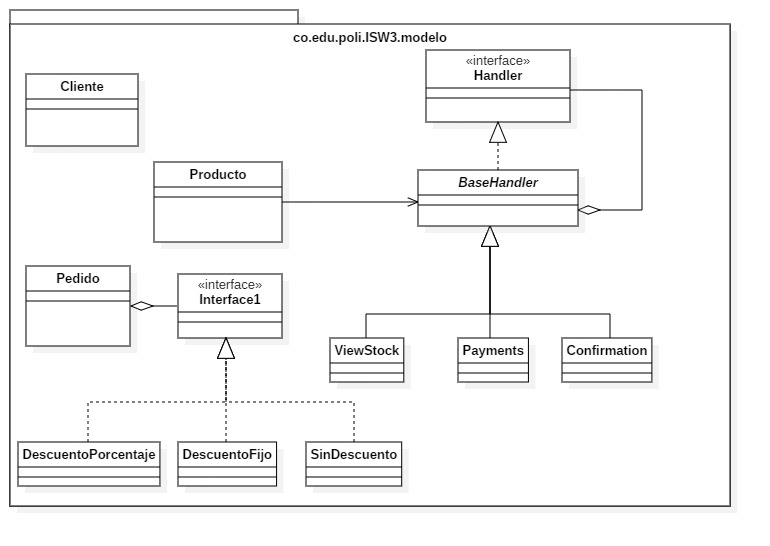 co.edu.poli.ISW3.modelo
«interface»
Handler
Cliente
Producto
BaseHandler
Pedido
«interface»
Interface1
ViewStock
Payments
Confirmation
DescuentoPorcentaje
DescuentoFijo
SinDescuento